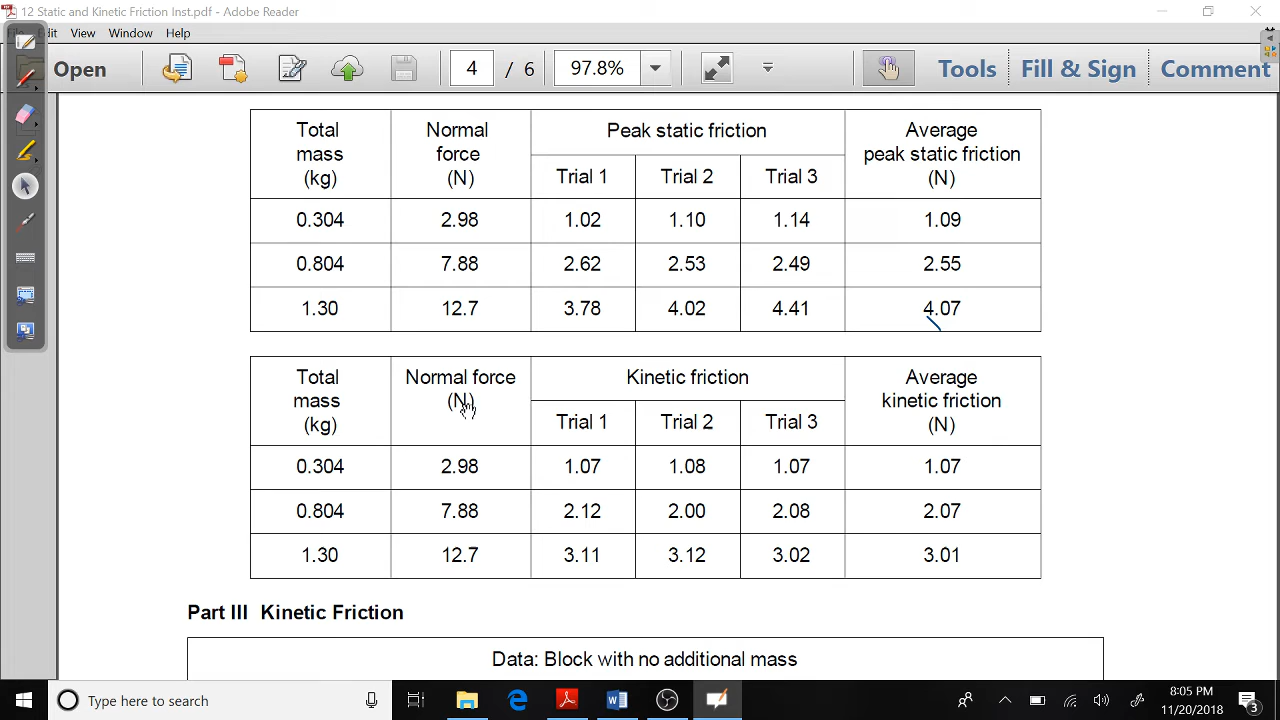 12 Static and Kinetic Friction Inst.pdf - Adobe Reader
View Window Help
Open 4 / 6 97.8% Tools Fill & Sign Comment
Total mass (kg) Normal force (N) Peak static friction Average peak static friction (N)
Trial 1 Trial 2 Trial 3
0.304 2.98 1.02 1.10 1.14 1.09
0.804 7.88 2.62 2.53 2.49 2.55
1.30 12.7 3.78 4.02 4.41 4.07
Total mass (kg) Normal force (N) Kinetic friction Average kinetic friction (N)
Trial 1 Trial 2 Trial 3
0.304 2.98 1.07 1.08 1.07 1.07
0.804 7.88 2.12 2.00 2.08 2.07
1.30 12.7 3.11 3.12 3.02 3.01
Part III Kinetic Friction
Data: Block with no additional mass
Type here to search
8:05 PM
11/20/2018
3